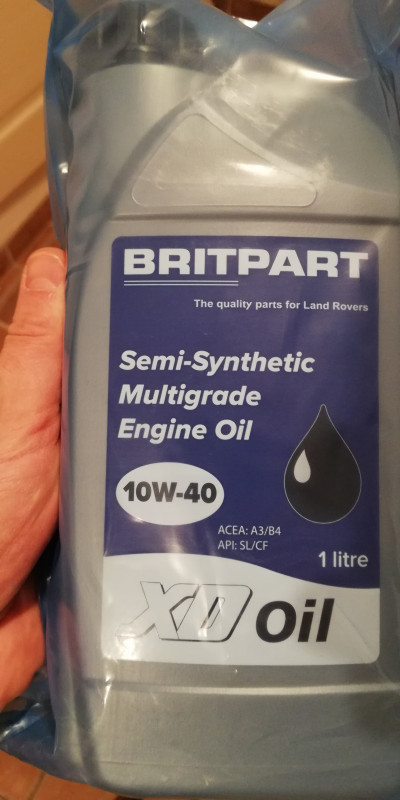 BRITPART
The quality parts for Land Rovers
Semi-Synthetic
Multigrade
Engine Oil
10W-40
ACEA: A3/B4
API: SL/CF
1 litre
XD Oil